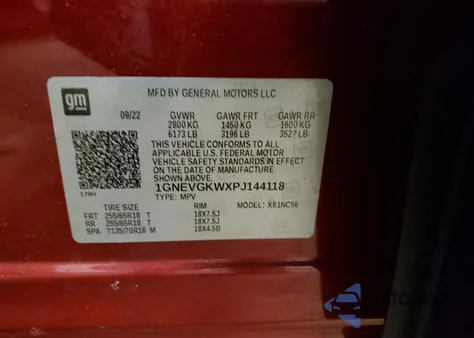 gm
MFD BY GENERAL MOTORS LLC
09/22 GVWR GAWR FRT GAWR RR
2800 KG 1450 KG 1600 KG
6173 LB 3196 LB 3527 LB
THIS VEHICLE CONFORMS TO ALL
APPLICABLE U.S. FEDERAL MOTOR
VEHICLE SAFETY STANDARDS IN EFFECT
ON THE DATE OF MANUFACTURE SHOWN ABOVE.
1GNEVGKWXPJ144118
TYPE: MPV
TIRE SIZE RIM MODEL: X81NC56
FRT 255/65R18 T 18X7.5J
RR 255/65R18 T 18X7.5J
SPA T135/70R18 M 18X4.5B